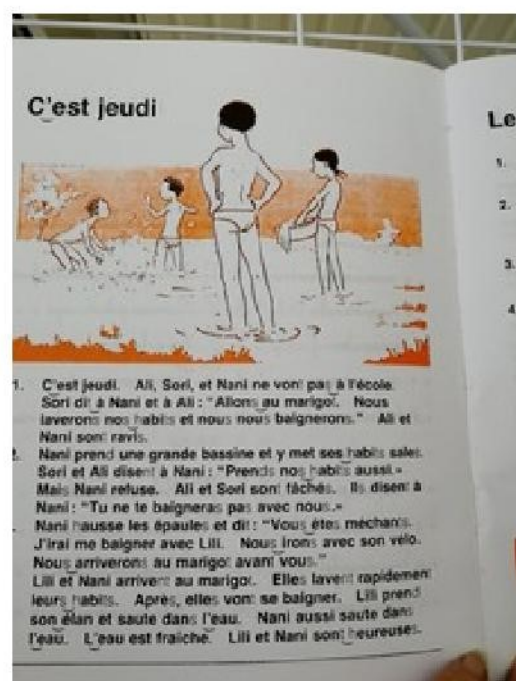 C'est jeudi
1. C'est jeudi. Ali, Sori, et Nani ne vont pas à l'école.
Sori dit à Nani et à Ali : "Allons au marigot. Nous
laverons nos habits et nous nous baignerons." Ali et
Nani sont ravis.
2. Nani prend une grande bassine et y met ses habits sales.
Sori et Ali disent à Nani : "Prends nos habits aussi.»
Mais Nani refuse. Ali et Sori sont fâchés. Ils disent à
Nani : "Tu ne te baigneras pas avec nous.»
Nani hausse les épaules et dit : "Vous êtes méchants.
J'irai me baigner avec Lili. Nous irons avec son vélo.
Nous arriverons au marigot avant vous."
Lili et Nani arrivent au marigot. Elles lavent rapidement
leurs habits. Après, elles vont se baigner. Lili prend
son élan et saute dans l'eau. Nani aussi saute dans
l'eau. L'eau est fraîche. Lili et Nani sont heureuses.
Le
1.
2.
3.
4